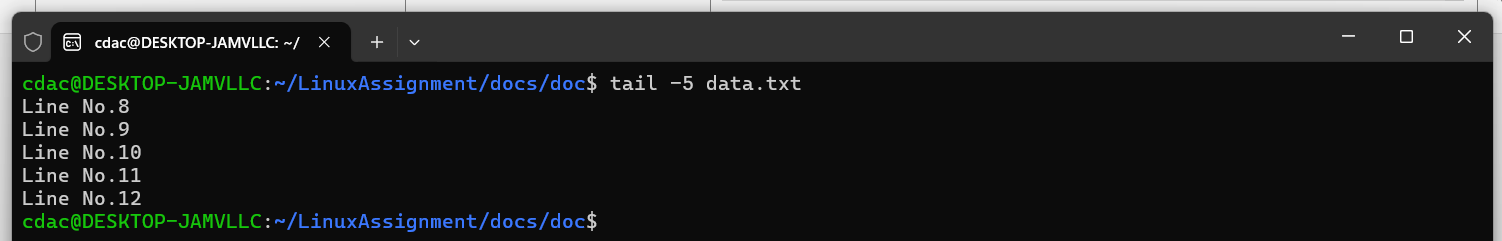 cdac@DESKTOP-JAMVLLC: ~/
cdac@DESKTOP-JAMVLLC:~/LinuxAssignment/docs/doc$ tail -5 data.txt
Line No.8
Line No.9
Line No.10
Line No.11
Line No.12
cdac@DESKTOP-JAMVLLC:~/LinuxAssignment/docs/doc$